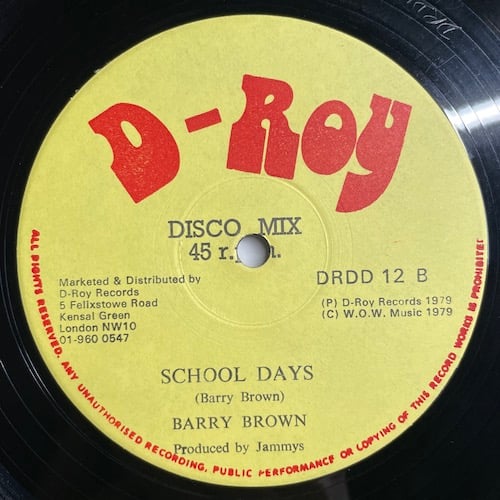 D-Roy
DISCO MIX
45 r.p.m.
DRDD 12 B
Marketed & Distributed by
D-Roy Records
5 Felixstowe Road
Kensal Green
London NW10
01-960 0547
(P) D-Roy Records 1979
(C) W.O.W. Music 1979
SCHOOL DAYS
(Barry Brown)
BARRY BROWN
Produced by Jammys
ALL RIGHTS RESERVED. ANY UNAUTHORISED RECORDING, PUBLIC PERFORMANCE OR COPYING OF THIS RECORD WORKS IS PROHIBITED